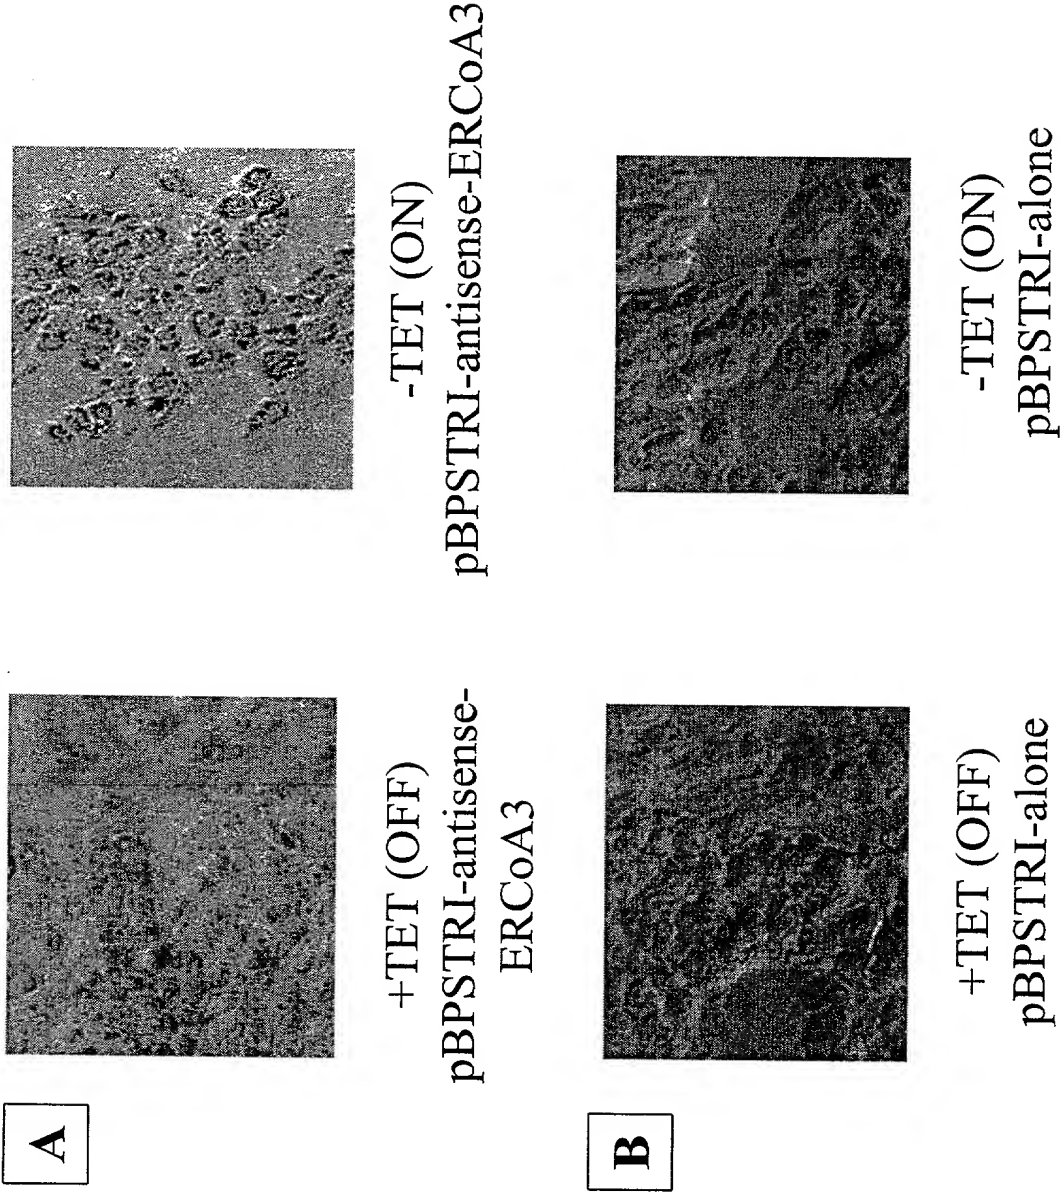 A
+TET (OFF)
pBPSTRI-antisense-
ERCoA3
-TET (ON)
pBPSTRI-antisense-ERCoA3
B
+TET (OFF)
pBPSTRI-alone
-TET (ON)
pBPSTRI-alone